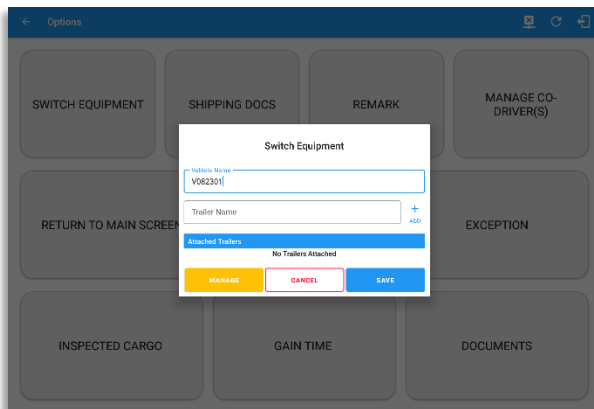 Options
SWITCH EQUIPMENT
SHIPPING DOCS
REMARK
MANAGE CO-
DRIVER(S)
Switch Equipment
Vehicle Name
V082301
Trailer Name
+
ADD
Attached Trailers
No Trailers Attached
MANAGE
CANCEL
SAVE
RETURN TO MAIN SCREEN
EXCEPTION
INSPECTED CARGO
GAIN TIME
DOCUMENTS